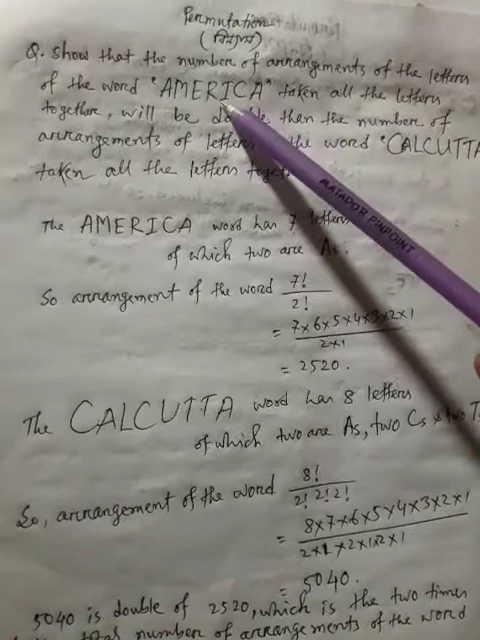 Permutation
(বিন্যাস)
Q. Show that the number of arrangements of the letters
of the word "AMERICA" taken all the letters
together, will be double than the number of
arrangements of letters the word "CALCUTTA
taken all the letters together
The AMERICA word has 7 letters
of which two are As.
So arrangement of the word 7!/2!
= 7×6×5×4×3×2×1/2×1
= 2520.
The CALCUTTA word has 8 letters
of which two are As, two Cs & two T
So, arrangement of the word 8!/2! 2! 2!
= 8×7×6×5×4×3×2×1/2×1×2×1×2×1
= 5040.
5040 is double of 2520, which is the two times
number of arrangements of the word
MATADOR PINPOINT